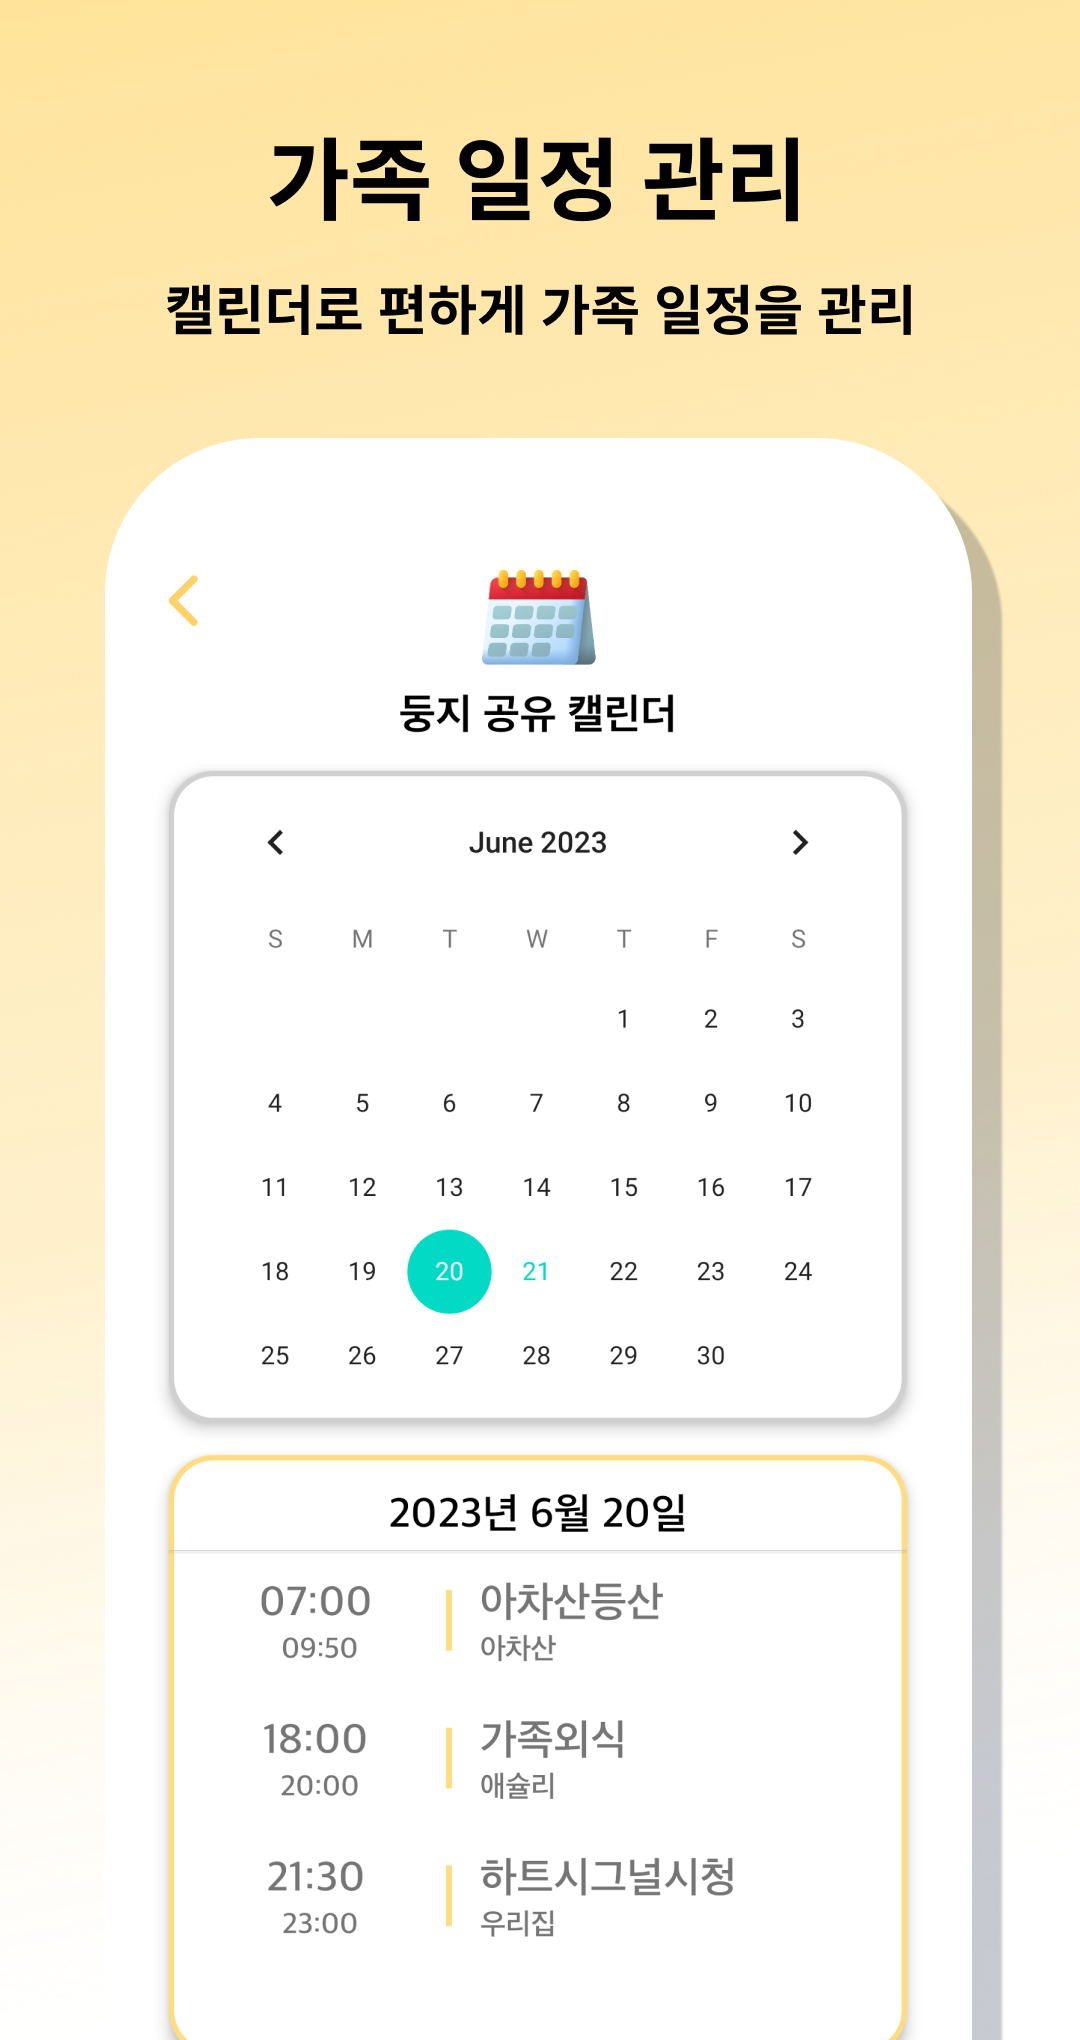 가족 일정 관리
캘린더로 편하게 가족 일정을 관리
둥지 공유 캘린더
June 2023
S M T W T F S
1 2 3
4 5 6 7 8 9 10
11 12 13 14 15 16 17
18 19 20 21 22 23 24
25 26 27 28 29 30
2023년 6월 20일
07:00 아차산등산
09:50 아차산
18:00 가족외식
20:00 애슐리
21:30 하트시그널시청
23:00 우리집